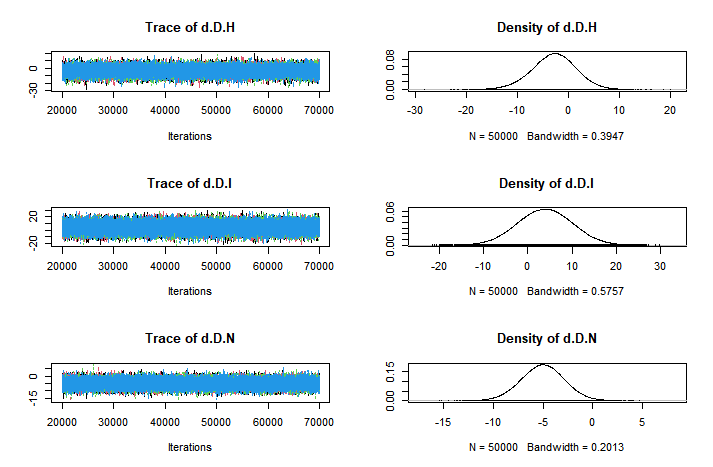 Trace of d.D.H
Density of d.D.H
0
-30
20000 30000 40000 50000 60000 70000
Iterations
0.08
0.00
-30 -20 -10 0 10 20
N = 50000 Bandwidth = 0.3947
Trace of d.D.I
Density of d.D.I
20
-20
20000 30000 40000 50000 60000 70000
Iterations
0.06
0.00
-20 -10 0 10 20 30
N = 50000 Bandwidth = 0.5757
Trace of d.D.N
Density of d.D.N
0
-15
20000 30000 40000 50000 60000 70000
Iterations
0.15
0.00
-15 -10 -5 0 5
N = 50000 Bandwidth = 0.2013